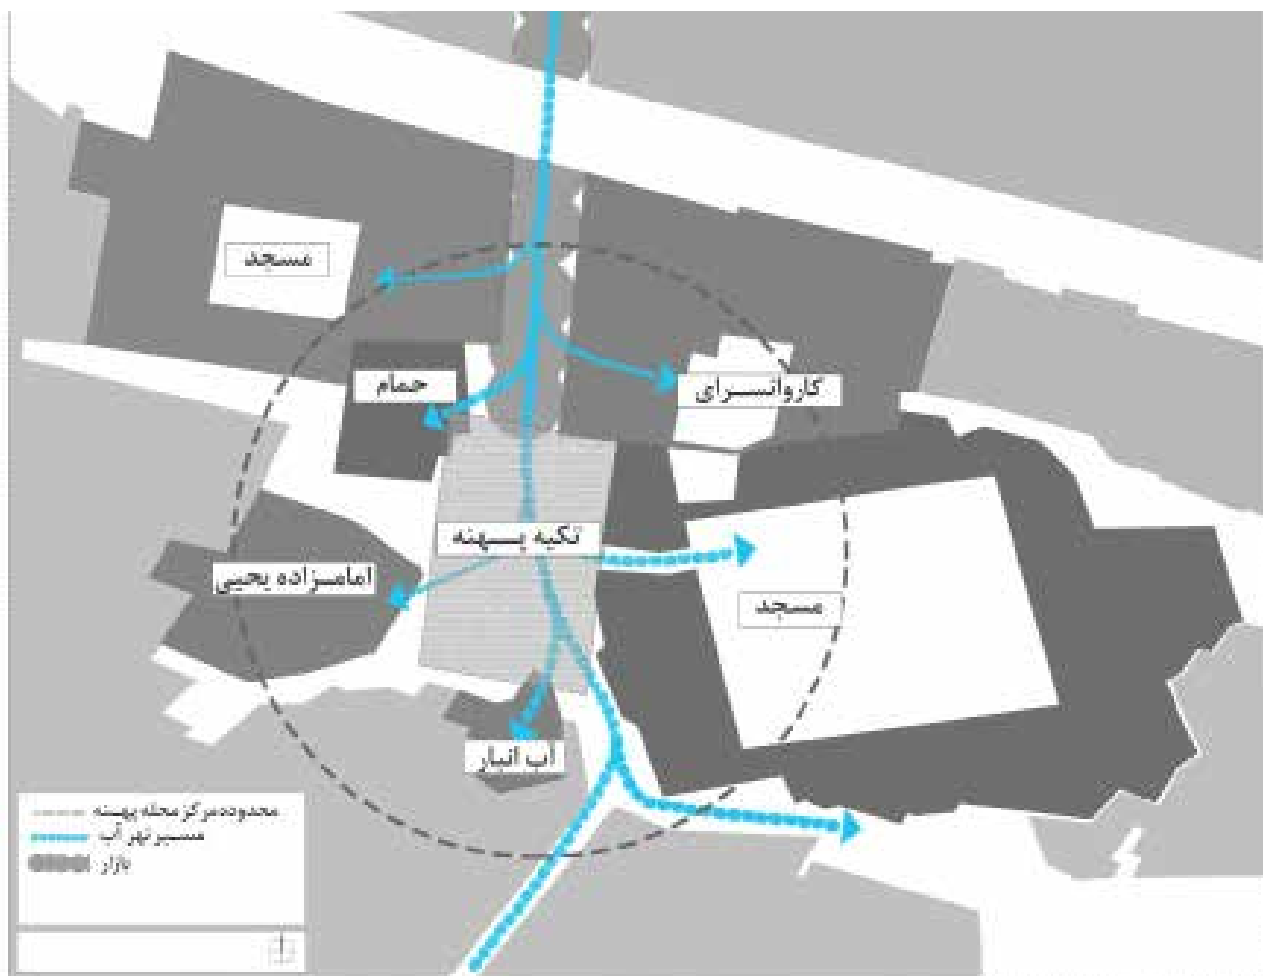 مسجد
حمام
کاروانسرای
تکیه پهنه
امامزاده یحیی
مسجد
آب انبار
محدوده مرکز محله پهنه
مسیر نهر آب
بازار